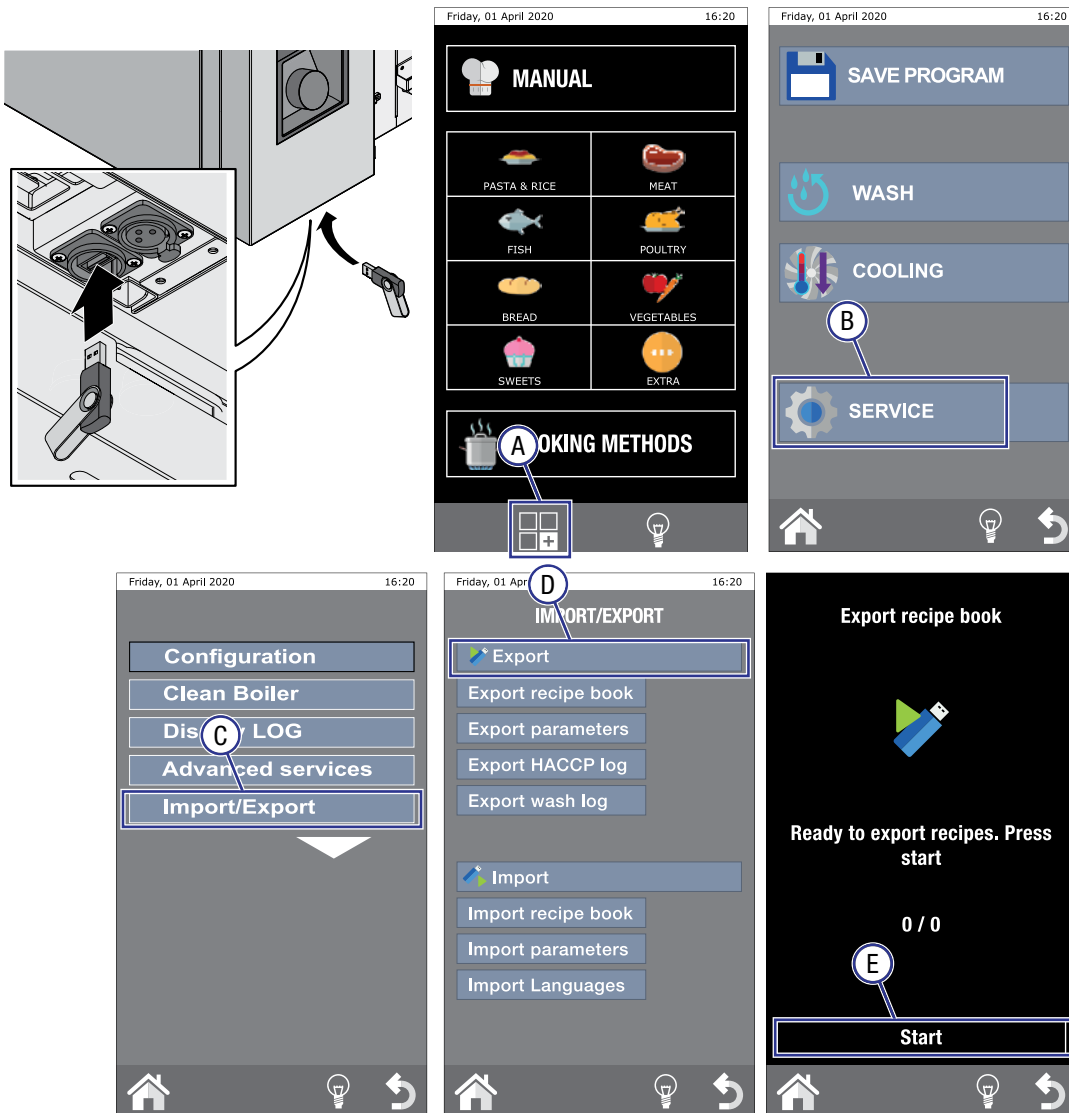 Friday, 01 April 2020 16:20
MANUAL
PASTA & RICE MEAT
FISH POULTRY
BREAD VEGETABLES
SWEETS EXTRA
A OKING METHODS
Friday, 01 April 2020 16:20
SAVE PROGRAM
WASH
COOLING
B
SERVICE
Friday, 01 April 2020 16:20
Configuration
Clean Boiler
Dis y LOG
C
Advanced services
Import/Export
Friday, 01 Apr 16:20
D
IMPORT/EXPORT
Export
Export recipe book
Export parameters
Export HACCP log
Export wash log
Import
Import recipe book
Import parameters
Import Languages
Export recipe book
Ready to export recipes. Press
start
0 / 0
E
Start